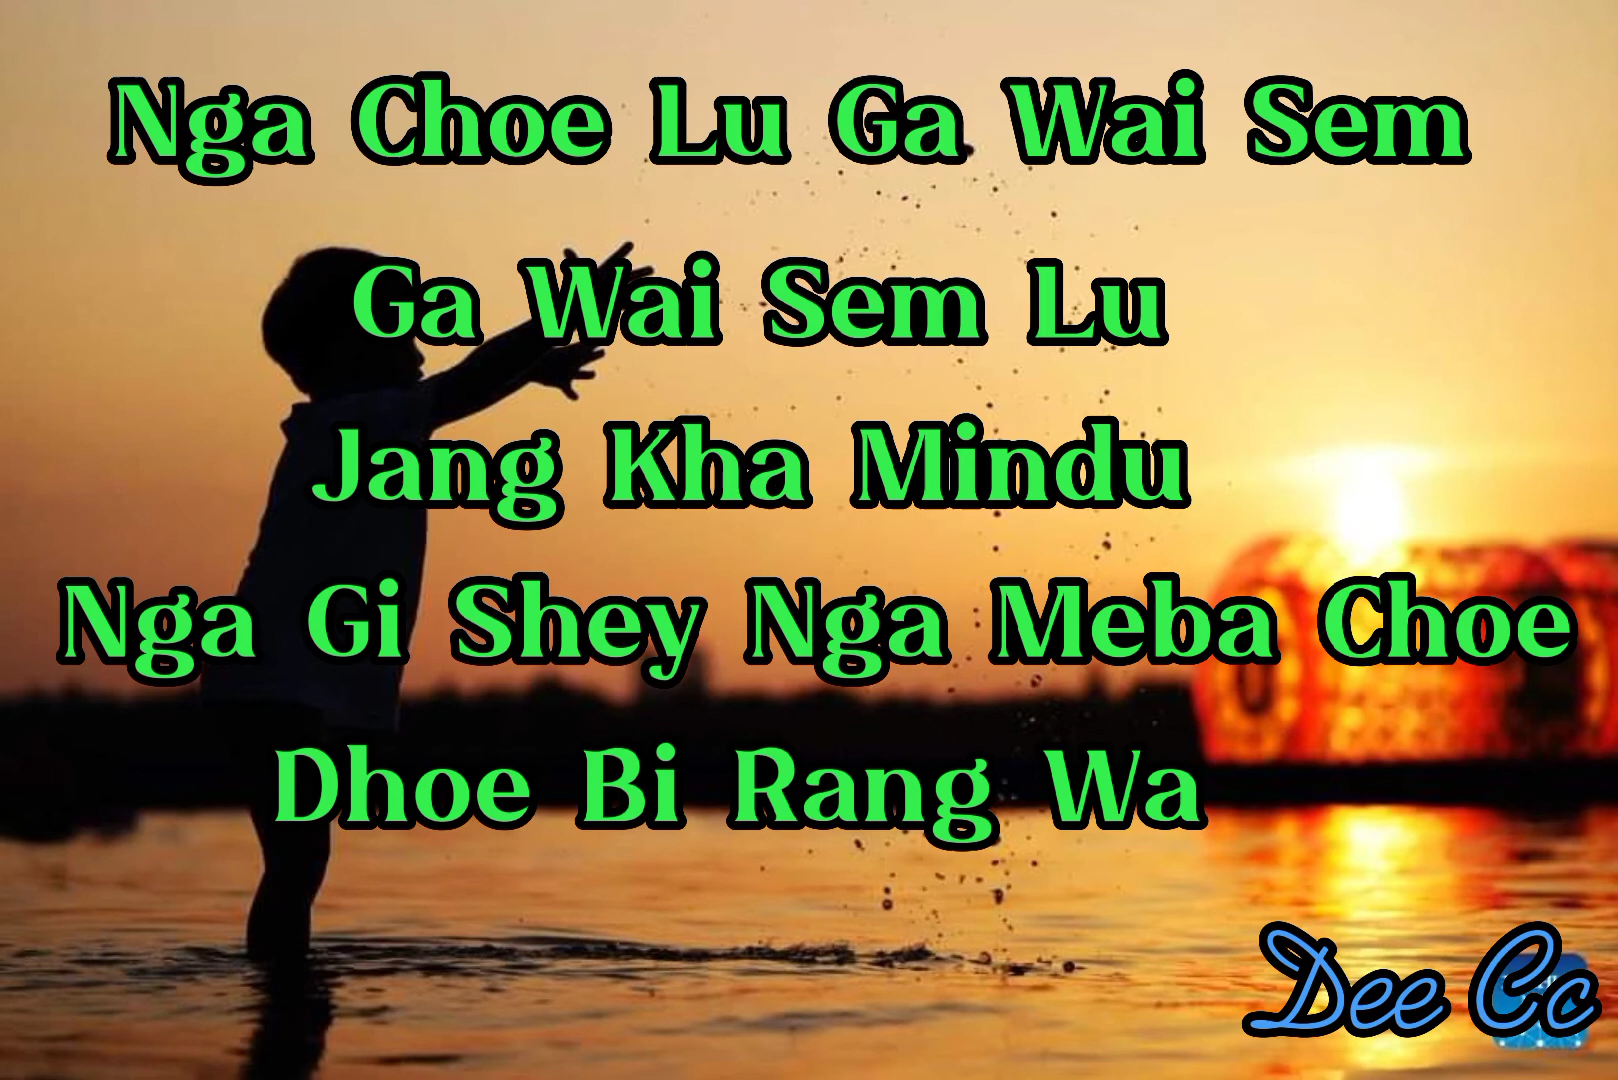 Nga Choe Lu Ga Wai Sem
Ga Wai Sem Lu
Jang Kha Mindu
Nga Gi Shey Nga Meba Choe
Dhoe Bi Rang Wa
Dee Cc